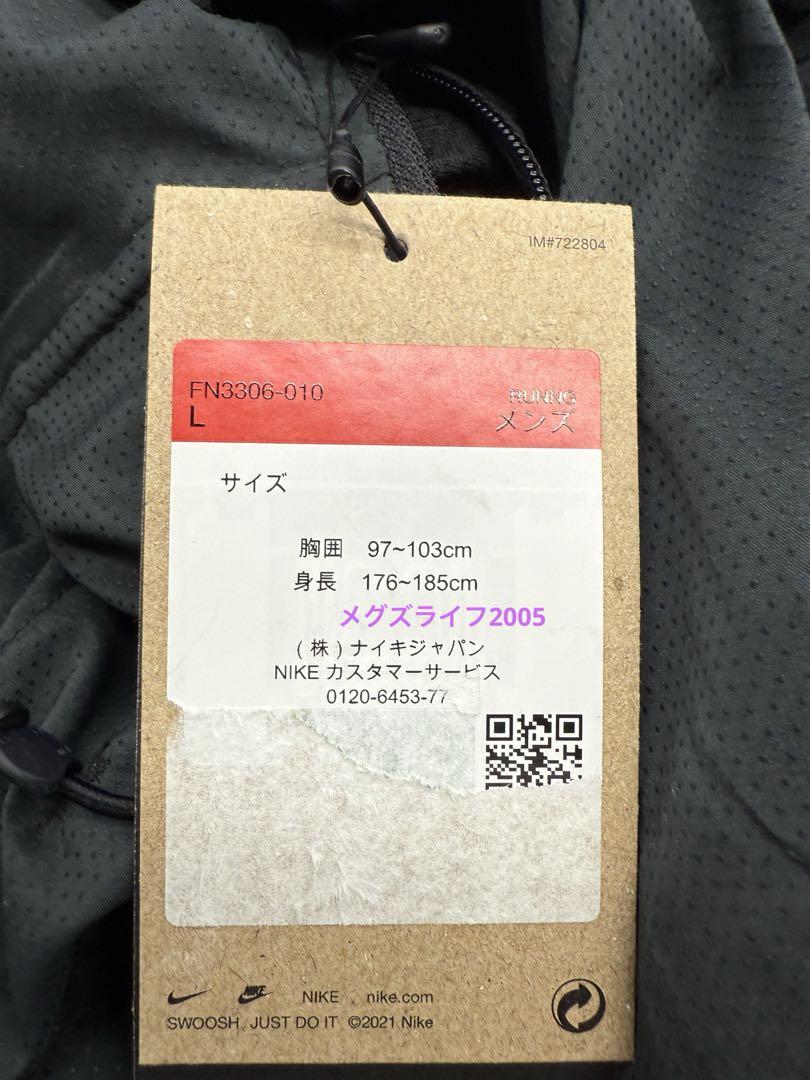 IM#722804
FN3306-010
RUNNG
L
メンズ
サイズ
胸囲 97~103cm
身長 176~185cm
メグズライフ2005
(株)ナイキジャパン
NIKE カスタマーサービス
0120-6453-77
NIKE
NIKE . nike.com
SWOOSH, JUST DO IT ©2021 Nike